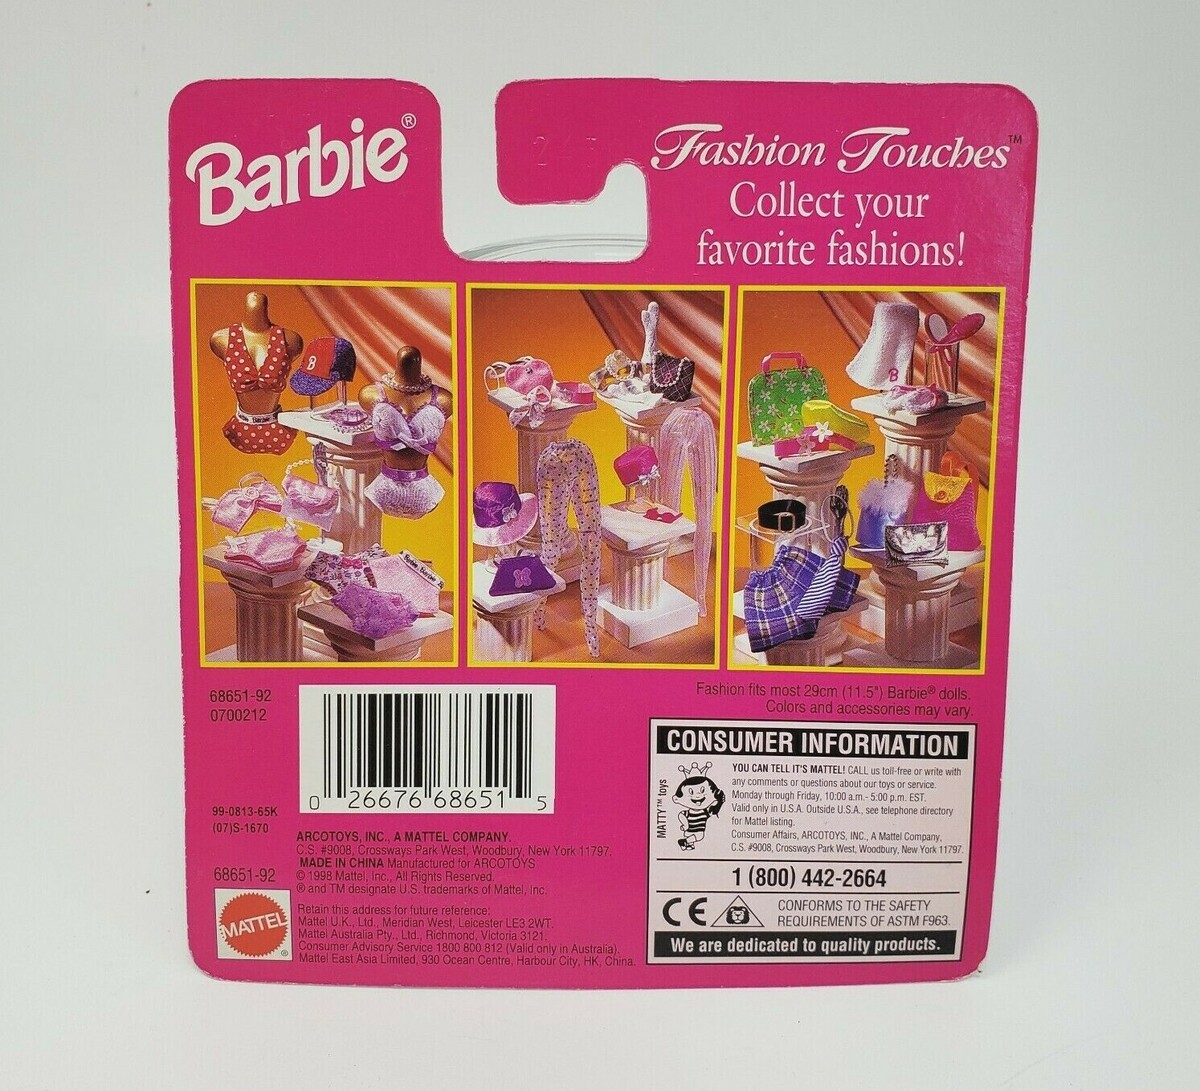 Barbie®
Fashion Touches™
Collect your
favorite fashions!
B
B
68651-92
0700212
0 26676 68651 5
99-0813-65K
(07)S-1670
68651-92
MATTEL
®
ARCOTOYS, INC., A MATTEL COMPANY.
C.S. #9008, Crossways Park West, Woodbury, New York 11797.
MADE IN CHINA Manufactured for ARCOTOYS
© 1998 Mattel, Inc., All Rights Reserved.
® and TM designate U.S. trademarks of Mattel, Inc.
Retain this address for future reference:
Mattel U.K., Ltd., Meridian West, Leicester LE3 2WT.
Mattel Australia Pty., Ltd., Richmond, Victoria 3121.
Consumer Advisory Service 1800 800 812 (Valid only in Australia).
Mattel East Asia Limited, 930 Ocean Centre, Harbour City, HK, China.
Fashion fits most 29cm (11.5") Barbie® dolls.
Colors and accessories may vary.
CONSUMER INFORMATION
MATTY™ toys
YOU CAN TELL IT'S MATTEL! CALL us toll-free or write with
any comments or questions about our toys or service.
Monday through Friday, 10:00 a.m.- 5:00 p.m. EST.
Valid only in U.S.A. Outside U.S.A., see telephone directory
for Mattel listing.
Consumer Affairs, ARCOTOYS, INC., A Mattel Company,
C.S. #9008, Crossways Park West, Woodbury, New York 11797.
1 (800) 442-2664
CE
CONFORMS TO THE SAFETY
REQUIREMENTS OF ASTM F963.
We are dedicated to quality products.